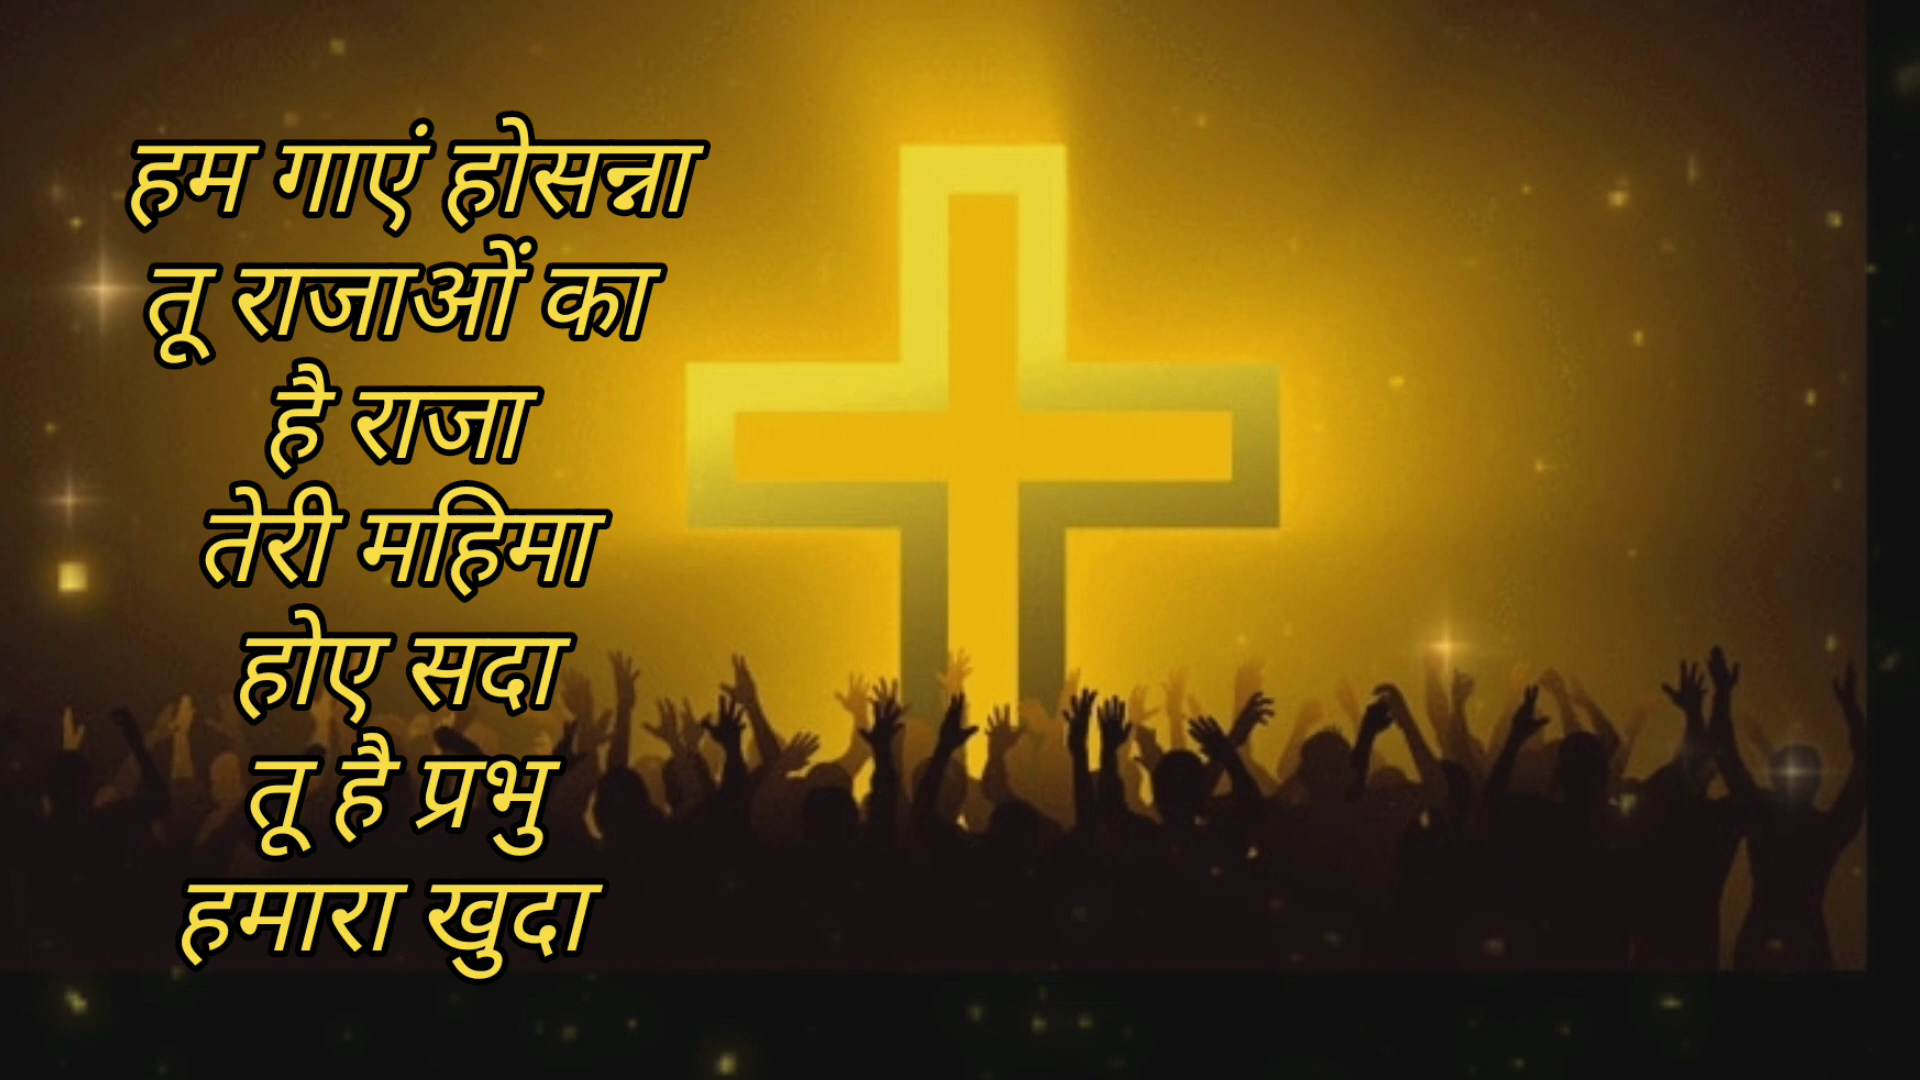 हम गाएं होसन्ना
तू राजाओं का
है राजा
तेरी महिमा
होए सदा
तू है प्रभु
हमारा खुदा